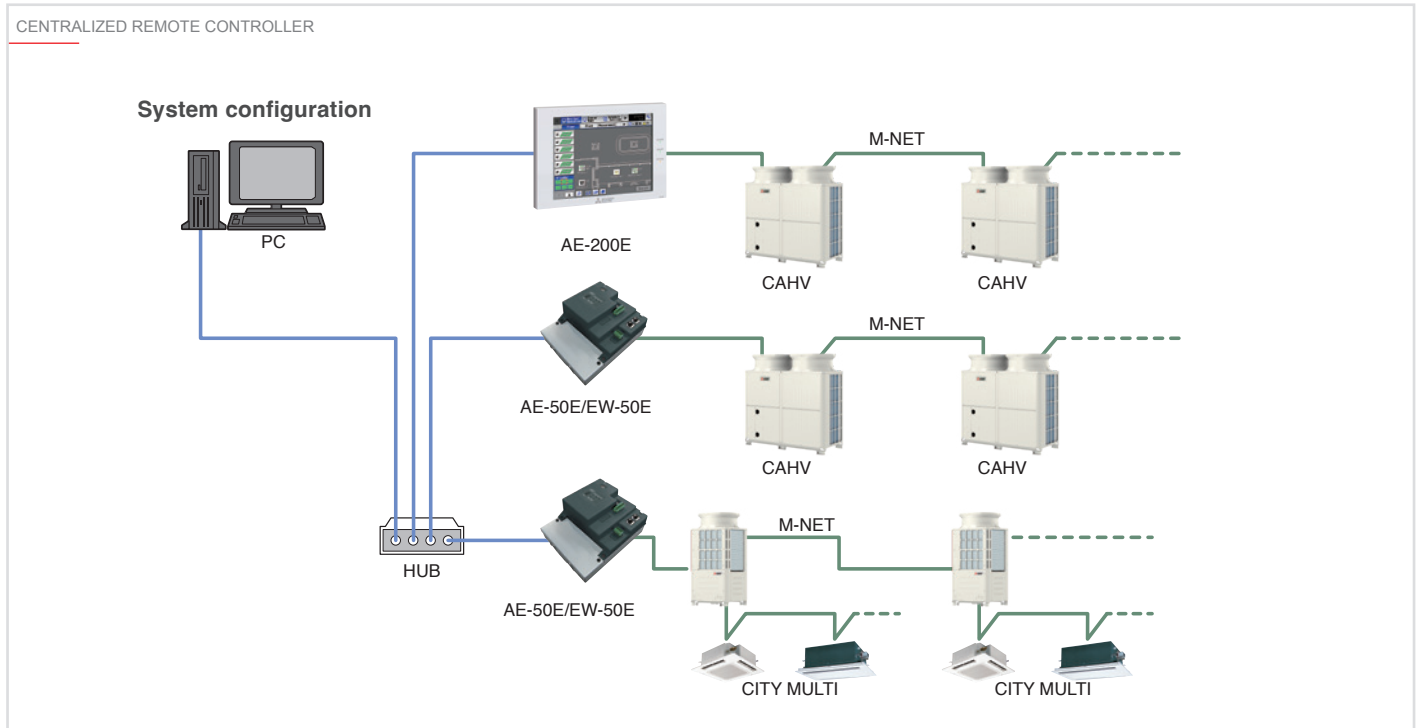 CENTRALIZED REMOTE CONTROLLER
System configuration
PC
AE-200E
M-NET
CAHV
CAHV
AE-50E/EW-50E
M-NET
CAHV
CAHV
HUB
AE-50E/EW-50E
M-NET
CITY MULTI
CITY MULTI